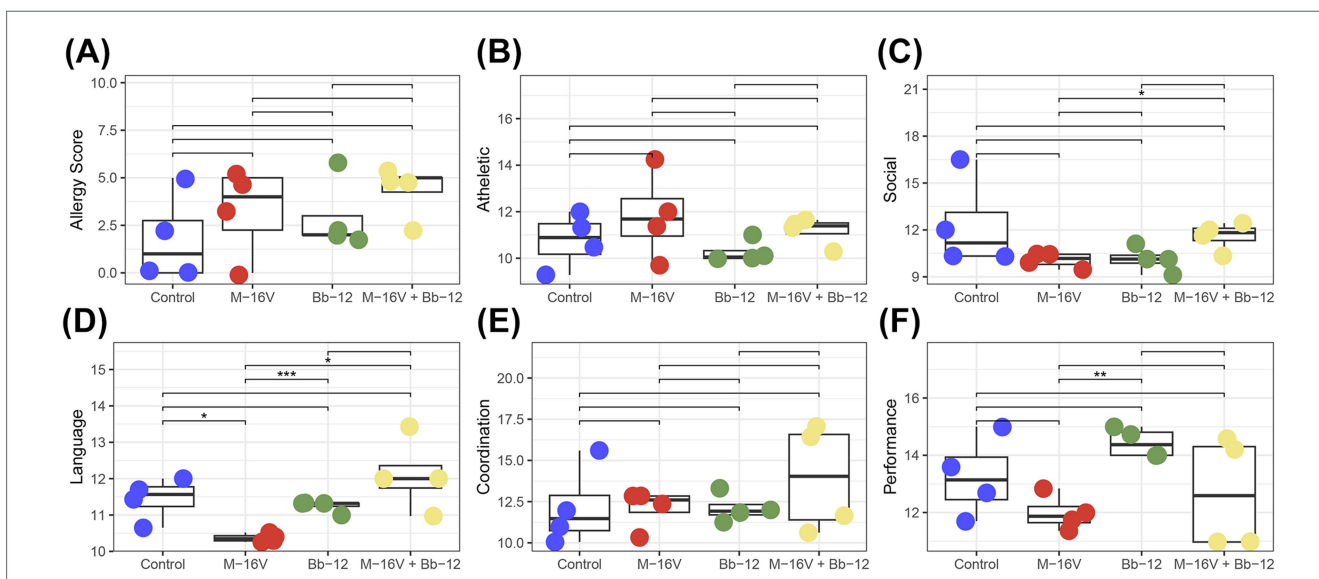 (A)
Allergy Score
10.0
7.5
5.0
2.5
0.0
Control
M−16V
Bb−12
M−16V + Bb−12
(B)
Atheletic
16
14
12
10
Control
M−16V
Bb−12
M−16V + Bb−12
(C)
Social
21
18
15
12
9
*
Control
M−16V
Bb−12
M−16V + Bb−12
(D)
Language
15
14
13
12
11
10
*
***
*
Control
M−16V
Bb−12
M−16V + Bb−12
(E)
Coordination
20.0
17.5
15.0
12.5
10.0
Control
M−16V
Bb−12
M−16V + Bb−12
(F)
Performance
16
14
12
**
Control
M−16V
Bb−12
M−16V + Bb−12